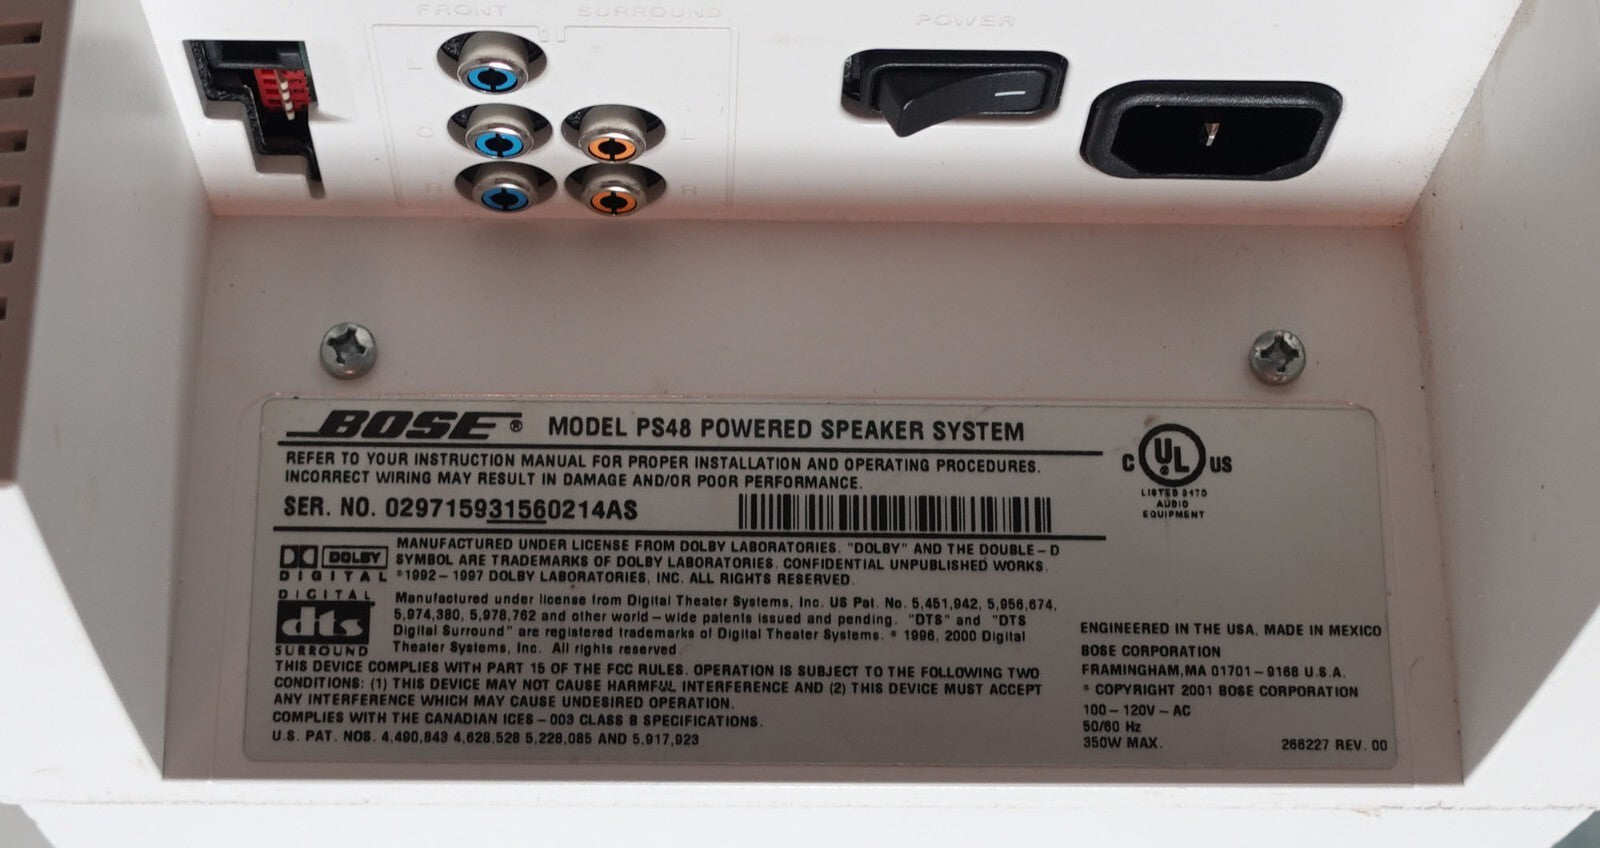 FRONT SURROUND
POWER
L
C L
R R
BOSE® MODEL PS48 POWERED SPEAKER SYSTEM
REFER TO YOUR INSTRUCTION MANUAL FOR PROPER INSTALLATION AND OPERATING PROCEDURES.
INCORRECT WIRING MAY RESULT IN DAMAGE AND/OR POOR PERFORMANCE.
SER. NO. 029715931560214AS
C UL® US
LISTED 3170
AUDIO
EQUIPMENT
DOLBY
DIGITAL
MANUFACTURED UNDER LICENSE FROM DOLBY LABORATORIES. "DOLBY" AND THE DOUBLE-D
SYMBOL ARE TRADEMARKS OF DOLBY LABORATORIES. CONFIDENTIAL UNPUBLISHED WORKS.
©1992-1997 DOLBY LABORATORIES, INC. ALL RIGHTS RESERVED.
DIGITAL
dts
SURROUND
Manufactured under license from Digital Theater Systems, Inc. US Pat. No. 5,451,942, 5,956,674,
5,974,380, 5,978,762 and other world-wide patents issued and pending. "DTS" and "DTS
Digital Surround" are registered trademarks of Digital Theater Systems. © 1996, 2000 Digital
Theater Systems, Inc. All rights reserved.
THIS DEVICE COMPLIES WITH PART 15 OF THE FCC RULES. OPERATION IS SUBJECT TO THE FOLLOWING TWO
CONDITIONS: (1) THIS DEVICE MAY NOT CAUSE HARMFUL INTERFERENCE AND (2) THIS DEVICE MUST ACCEPT
ANY INTERFERENCE WHICH MAY CAUSE UNDESIRED OPERATION.
COMPLIES WITH THE CANADIAN ICES-003 CLASS B SPECIFICATIONS.
U.S. PAT. NOS. 4,490,843 4,628,528 5,228,085 AND 5,917,923
ENGINEERED IN THE USA, MADE IN MEXICO
BOSE CORPORATION
FRAMINGHAM,MA 01701-9168 U.S.A.
© COPYRIGHT 2001 BOSE CORPORATION
100-120V-AC
50/60 Hz
350W MAX.
266227 REV. 00